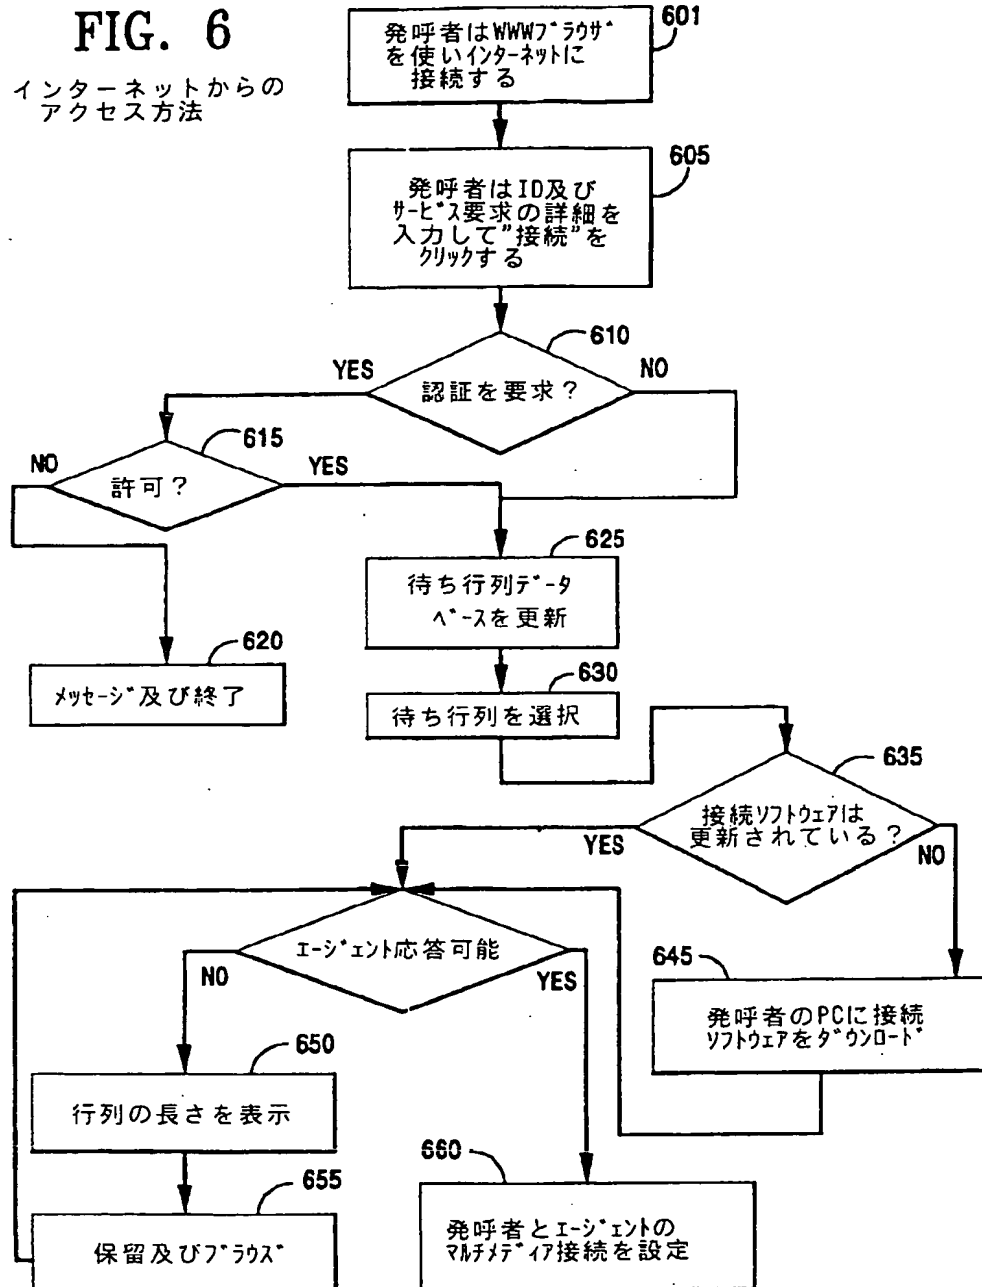 FIG. 6
インターネットからの
アクセス方法
発呼者はWWWブラウザ
を使いインターネットに
接続する
601
発呼者はID及び
サービス要求の詳細を
入力して"接続"を
クリックする
605
認証を要求?
610
YES
NO
許可?
615
NO
YES
メッセージ及び終了
620
待ち行列データ
ベースを更新
625
待ち行列を選択
630
接続ソフトウェアは
更新されている?
635
YES
NO
エージェント応答可能
NO
YES
発呼者のPCに接続
ソフトウェアをダウンロード
645
行列の長さを表示
650
保留及びブラウズ
655
発呼者とエージェントの
マルチメディア接続を設定
660